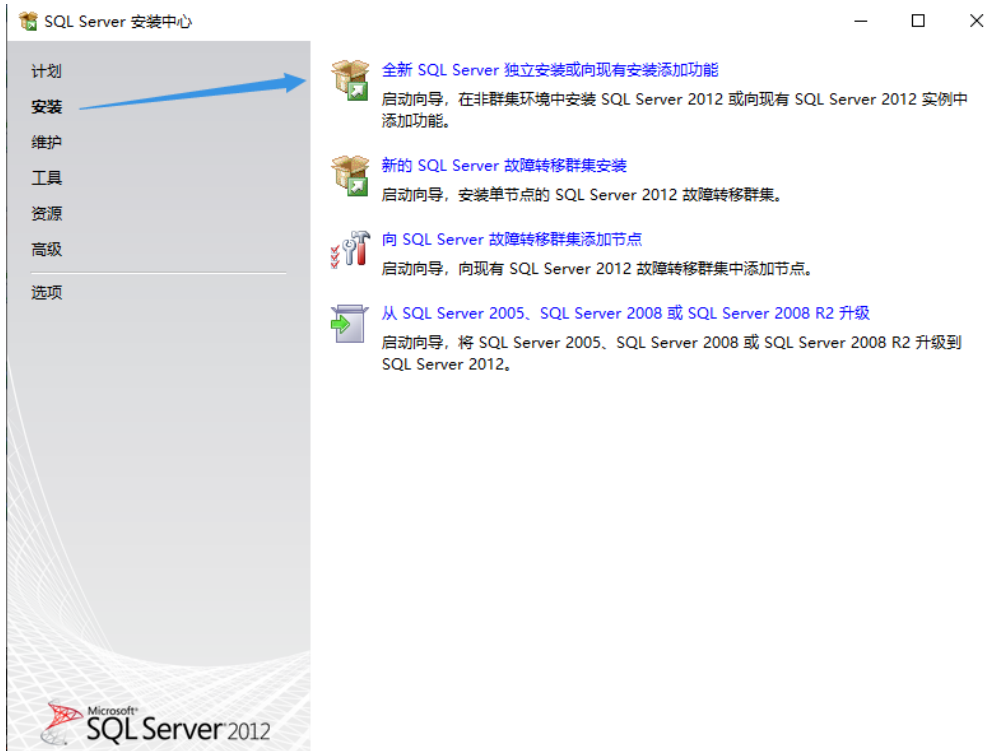 SQL Server 安装中心
计划
安装
维护
工具
资源
高级
选项
全新 SQL Server 独立安装或向现有安装添加功能
启动向导，在非群集环境中安装 SQL Server 2012 或向现有 SQL Server 2012 实例中
添加功能。
新的 SQL Server 故障转移群集安装
启动向导，安装单节点的 SQL Server 2012 故障转移群集。
向 SQL Server 故障转移群集添加节点
启动向导，向现有 SQL Server 2012 故障转移群集中添加节点。
从 SQL Server 2005、SQL Server 2008 或 SQL Server 2008 R2 升级
启动向导，将 SQL Server 2005、SQL Server 2008 或 SQL Server 2008 R2 升级到
SQL Server 2012。
Microsoft®
SQL Server® 2012